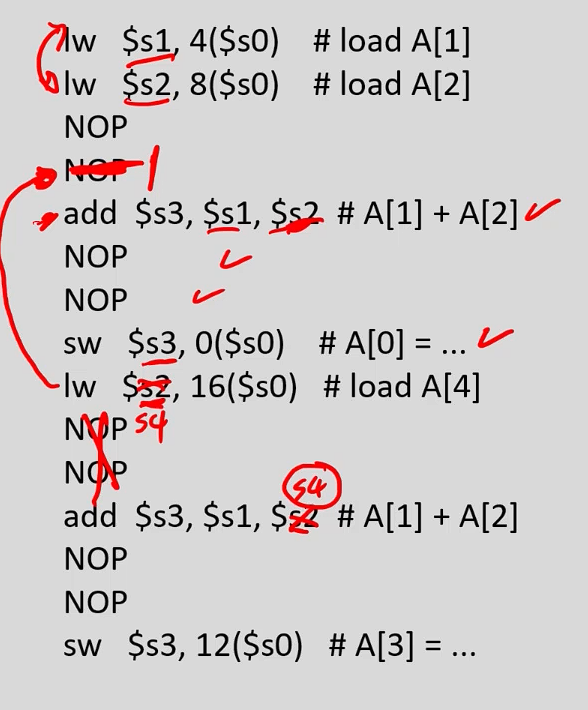 lw $s1, 4($s0) # load A[1]
lw $s2, 8($s0) # load A[2]
NOP
NOP 1
add $s3, $s1, $s2 # A[1] + A[2]
NOP
NOP
sw $s3, 0($s0) # A[0] = ...
lw $s2, 16($s0) # load A[4]
NOP s4
NOP
s4
add $s3, $s1, $s2 # A[1] + A[2]
NOP
NOP
sw $s3, 12($s0) # A[3] = ...